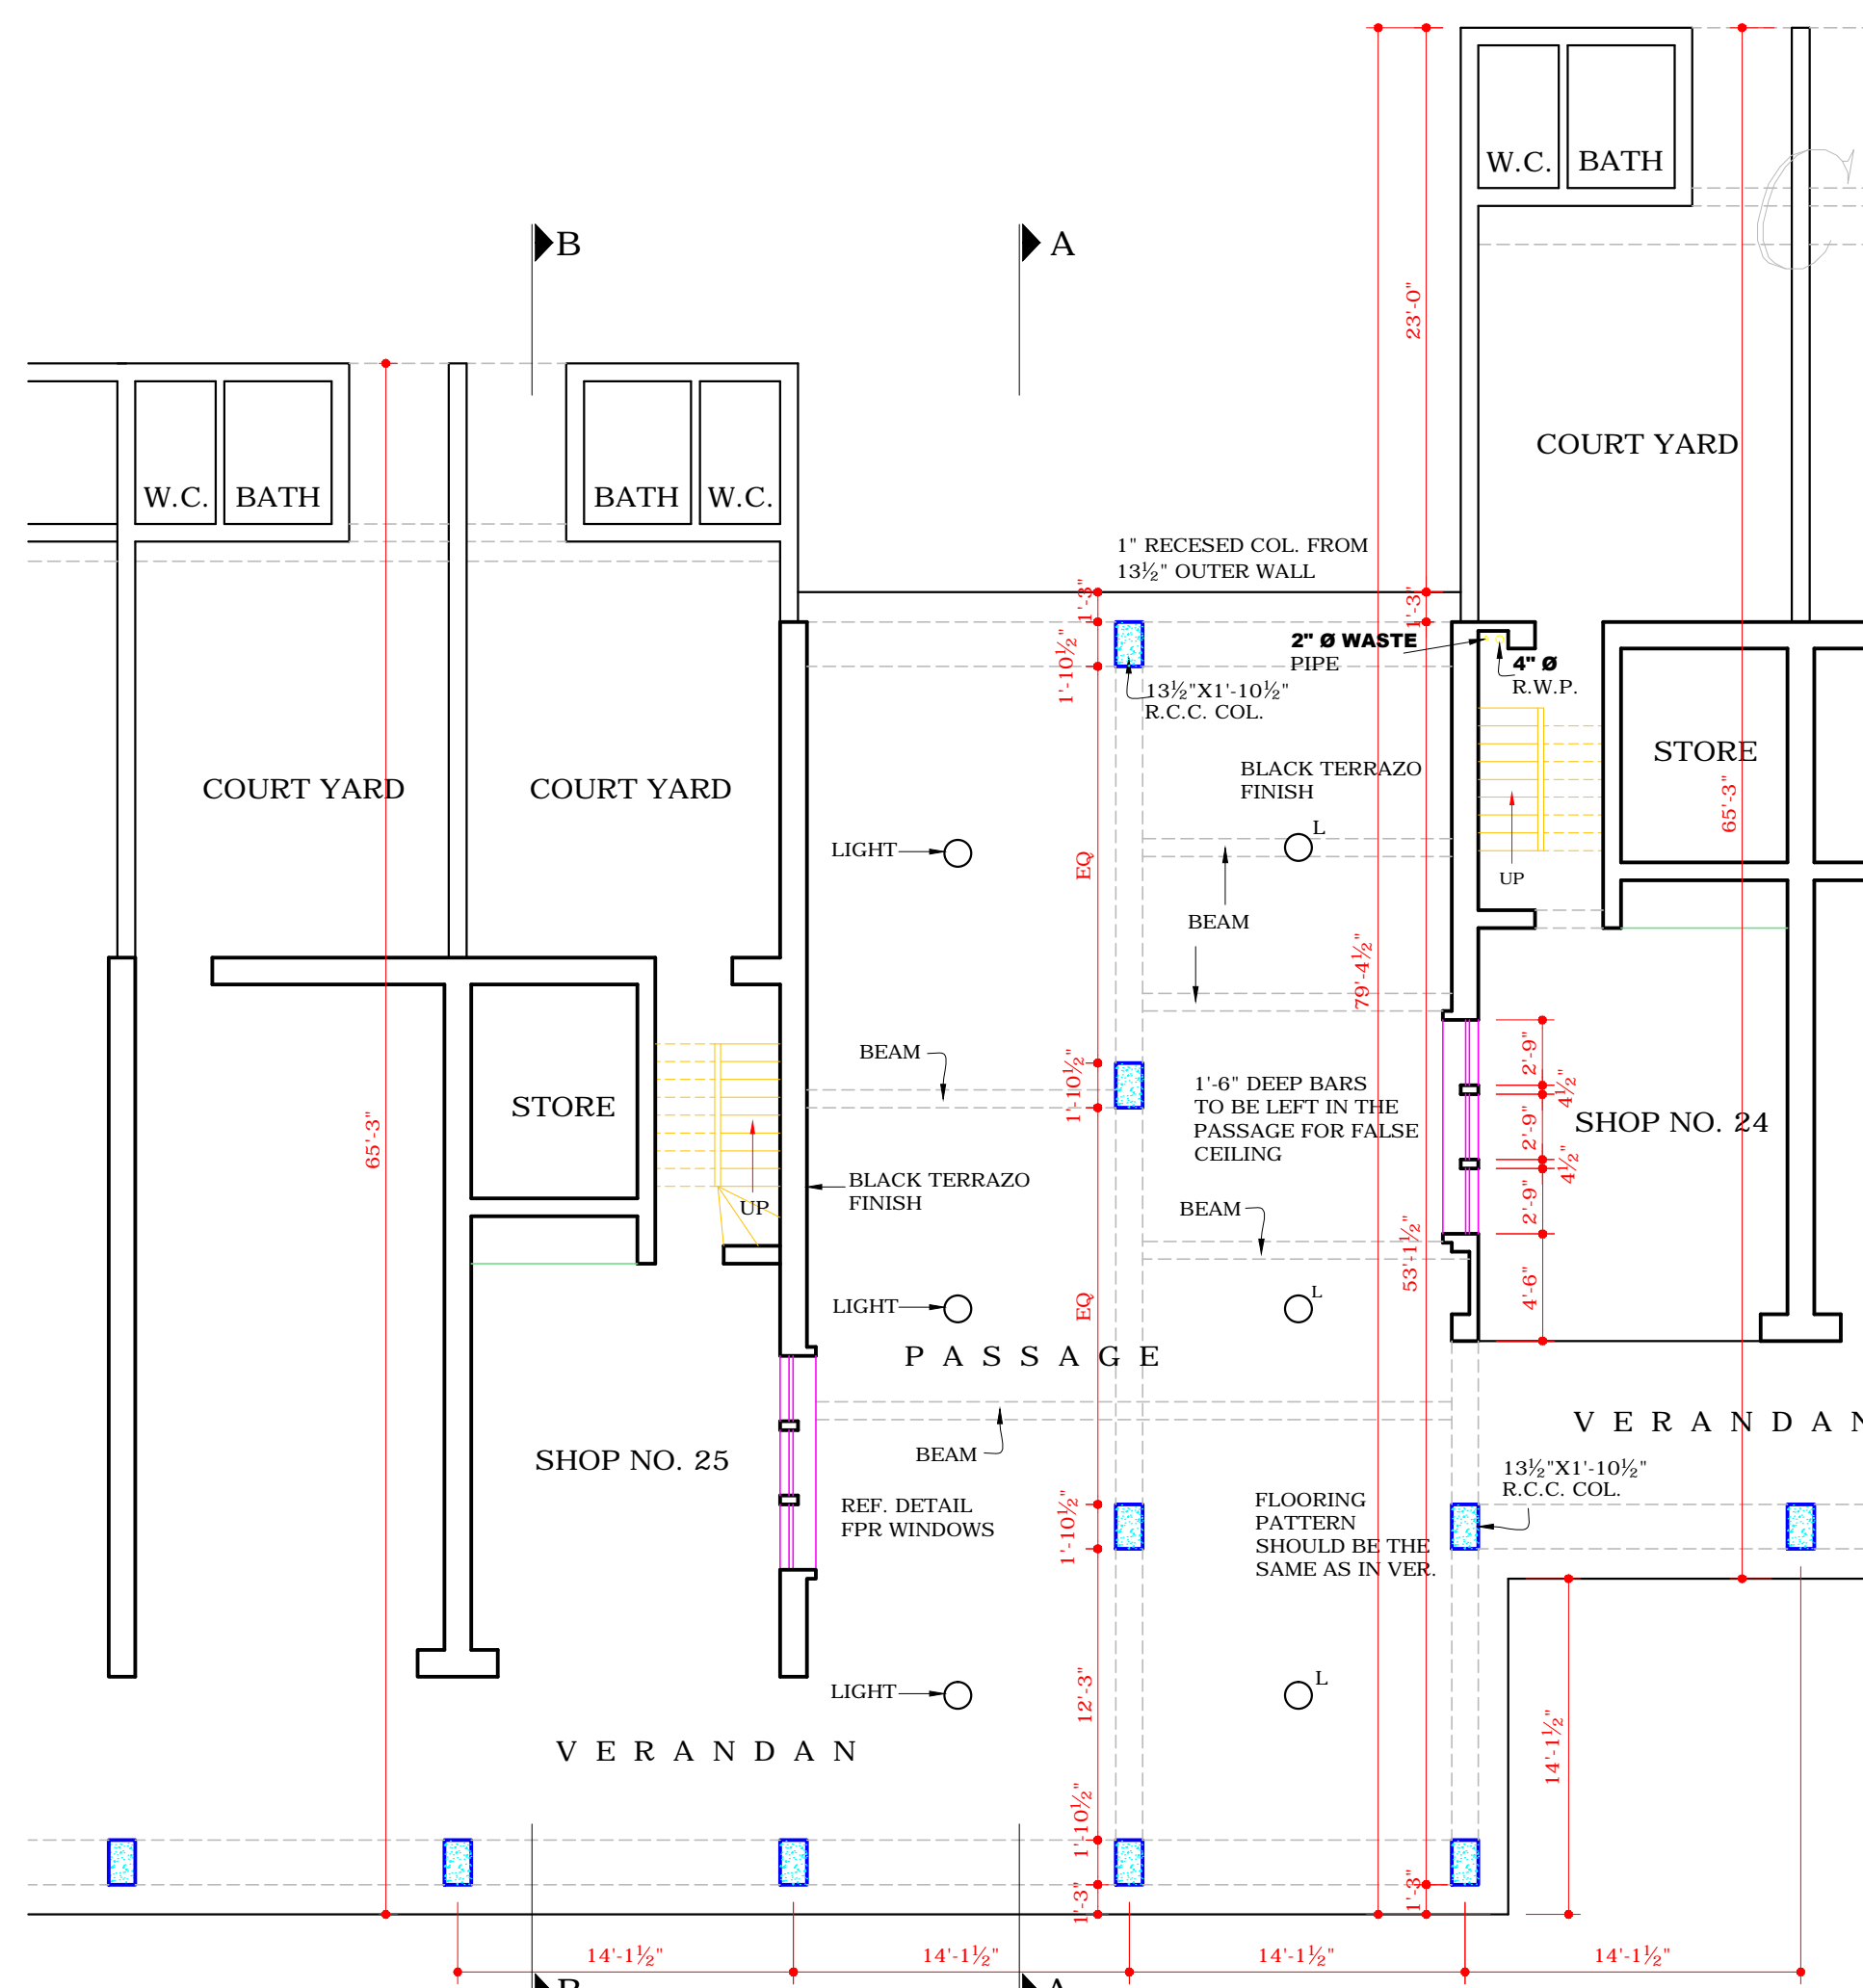 W.C.
BATH
C
B
A
23'-0"
COURT YARD
W.C.
BATH
BATH
W.C.
1" RECESED COL. FROM
13½" OUTER WALL
1'-3"
1'-3"
2" Ø WASTE
PIPE
4" Ø
R.W.P.
1'-10½"
13½"X1'-10½"
R.C.C. COL.
STORE
BLACK TERRAZO
FINISH
COURT YARD
COURT YARD
65'-3"
L
LIGHT
EQ
UP
BEAM
79'-4½"
BEAM
1'-10½"
2'-9"
4½"
1'-6" DEEP BARS
TO BE LEFT IN THE
PASSAGE FOR FALSE
CEILING
STORE
SHOP NO. 24
65'-3"
2'-9"
4½"
BLACK TERRAZO
FINISH
UP
2'-9"
BEAM
53'-1½"
4'-6"
LIGHT
EQ
L
PASSAGE
VERANDAN
BEAM
SHOP NO. 25
13½"X1'-10½"
R.C.C. COL.
REF. DETAIL
FPR WINDOWS
1'-10½"
FLOORING
PATTERN
SHOULD BE THE
SAME AS IN VER.
LIGHT
12'-3"
L
14'-1½"
VERANDAN
1'-10½"
1'-3"
1'-3"
14'-1½"
14'-1½"
14'-1½"
14'-1½"
B
A